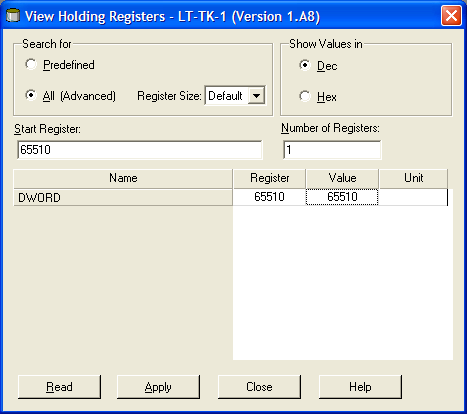 View Holding Registers - LT-TK-1 (Version 1.A8)
Search for
Predefined
All (Advanced) Register Size: Default
Show Values in
Dec
Hex
Start Register:
65510
Number of Registers:
1
Name Register Value Unit
DWORD 65510 65510
Read Apply Close Help